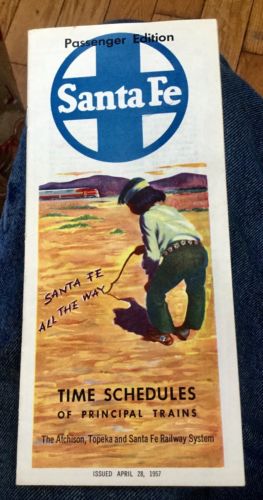 Passenger Edition
Santa Fe
SANTA FE
ALL THE WAY
TIME SCHEDULES
OF PRINCIPAL TRAINS
The Atchison, Topeka and Santa Fe Railway System
ISSUED APRIL 28, 1957